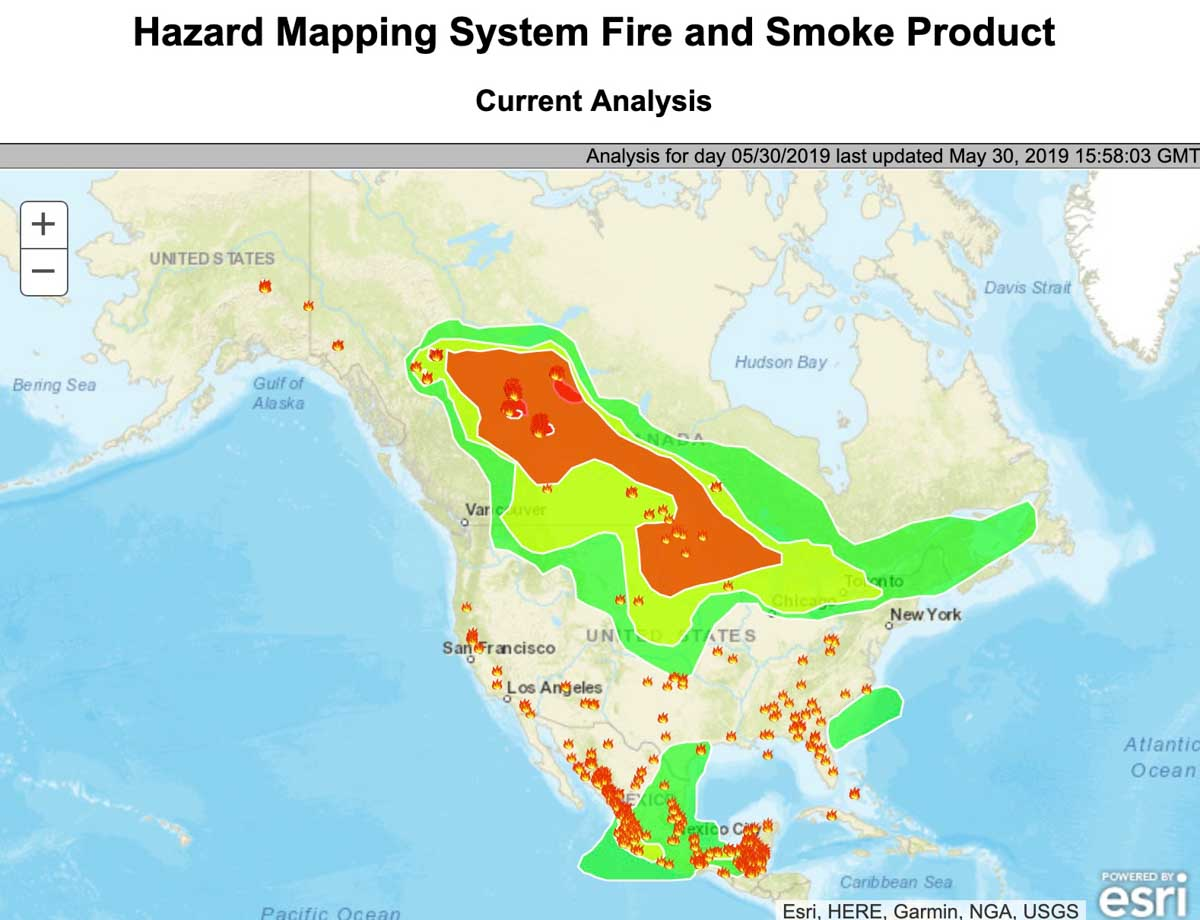 Hazard Mapping System Fire and Smoke Product
Current Analysis
Analysis for day 05/30/2019 last updated May 30, 2019 15:58:03 GMT
+
−
UNITED STATES
Davis Strait
Hudson Bay
Bering Sea
Gulf of
Alaska
CANADA
Vancouver
Toronto
Chicago
New York
UNITED STATES
San Francisco
Los Angeles
Atlantic
Ocean
MEXICO
Mexico City
Caribbean Sea
Pacific Ocean
POWERED BY
esri
Esri, HERE, Garmin, NGA, USGS